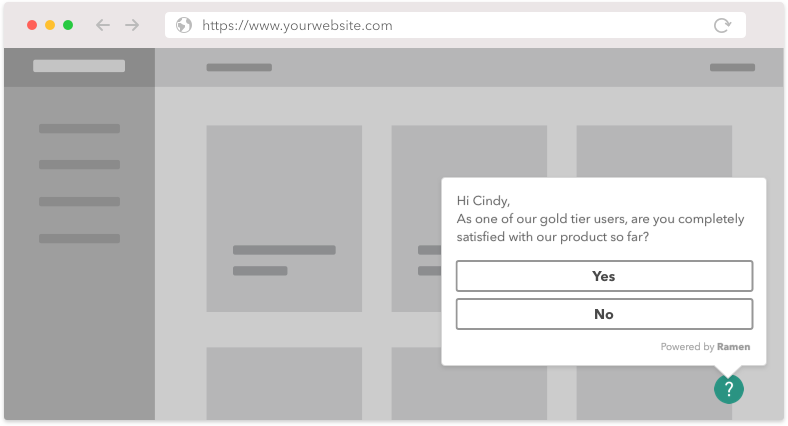 https://www.yourwebsite.com
Hi Cindy,
As one of our gold tier users, are you completely
satisfied with our product so far?
Yes
No
Powered by Ramen
?